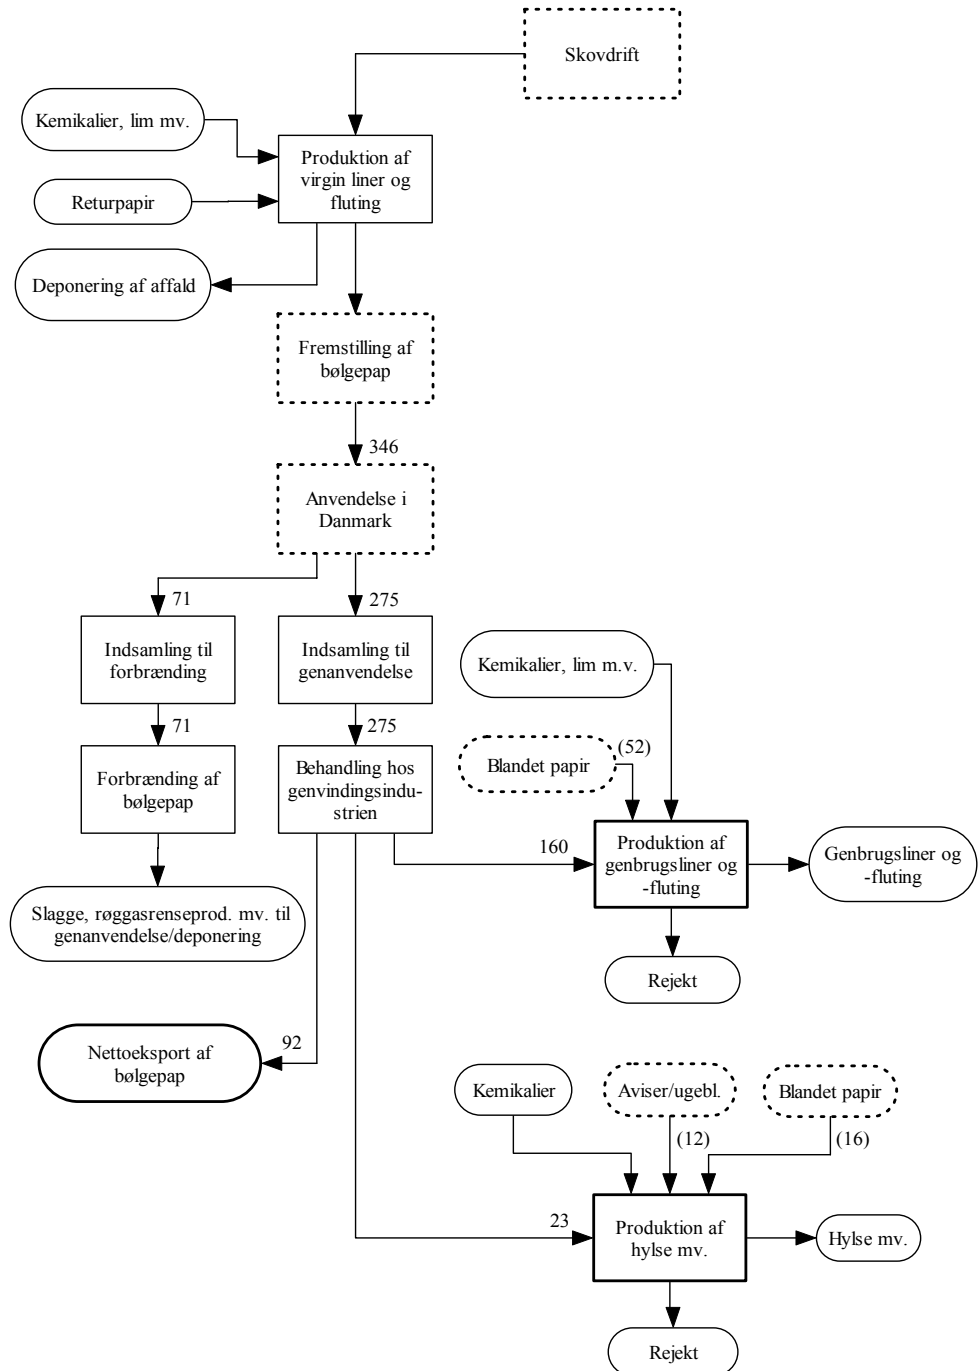 Skovdrift
Kemikalier, lim mv.
Produktion af
virgin liner og
fluting
Returpapir
Deponering af affald
Fremstilling af
bølgepap
346
Anvendelse i
Danmark
71
275
Indsamling til
forbrænding
Indsamling til
genanvendelse
Kemikalier, lim m.v.
71
275
(52)
Blandet papir
Forbrænding af
bølgepap
Behandling hos
genvindingsindu-
strien
160
Produktion af
genbrugsliner og
-fluting
Genbrugsliner og
-fluting
Slagge, røggasrenseprod. mv. til
genanvendelse/deponering
Rejekt
92
Nettoeksport af
bølgepap
Kemikalier
Aviser/ugebl.
Blandet papir
(12)
(16)
23
Produktion af
hylse mv.
Hylse mv.
Rejekt